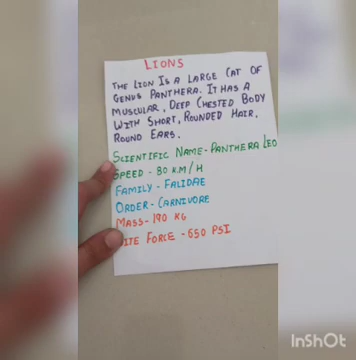 LIONS
THE LION IS A LARGE CAT OF
GENUS PANTHERA. IT HAS A
MUSCULAR, DEEP CHESTED BODY
WITH SHORT, ROUNDED HAIR.
ROUND EARS.
SCIENTIFIC NAME-PANTHERA LEO
SPEED - 80 K.M/H
FAMILY - FALIDAE
ORDER - CARNIVORE
MASS-190 KG
BITE FORCE -650 PSI
InShOt